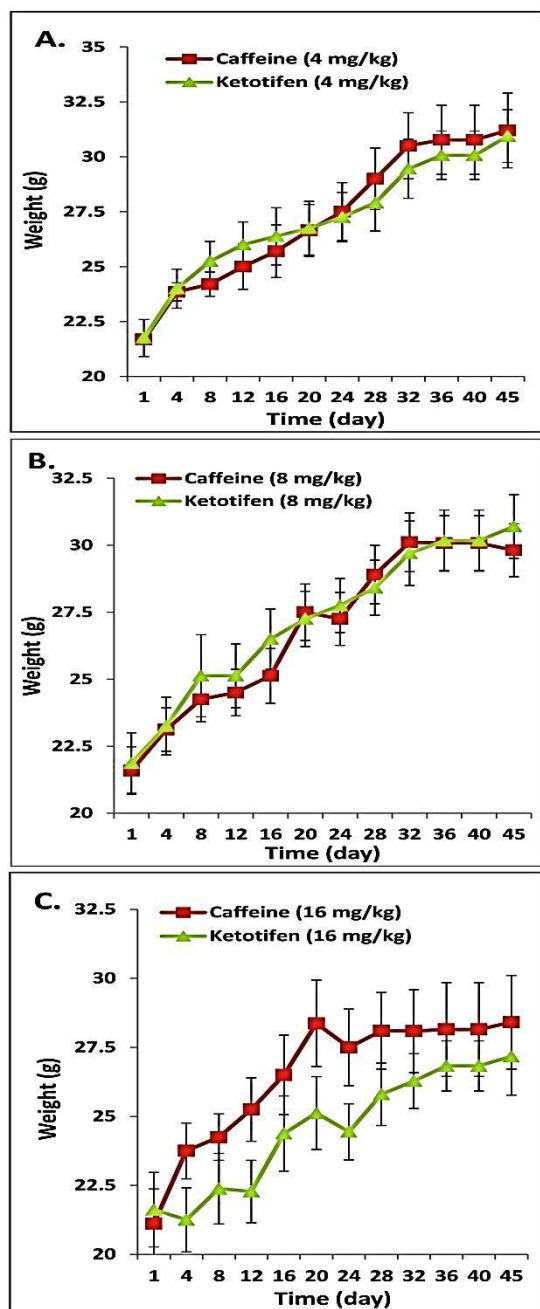 A.
35
Caffeine (4 mg/kg)
Ketotifen (4 mg/kg)
32.5
30
27.5
25
22.5
20
Weight (g)
1 4 8 12 16 20 24 28 32 36 40 45
Time (day)
B.
32.5
Caffeine (8 mg/kg)
Ketotifen (8 mg/kg)
30
27.5
25
22.5
20
Weight (g)
1 4 8 12 16 20 24 28 32 36 40 45
Time (day)
C.
32.5
Caffeine (16 mg/kg)
Ketotifen (16 mg/kg)
30
27.5
25
22.5
20
Weight (g)
1 4 8 12 16 20 24 28 32 36 40 45
Time (day)